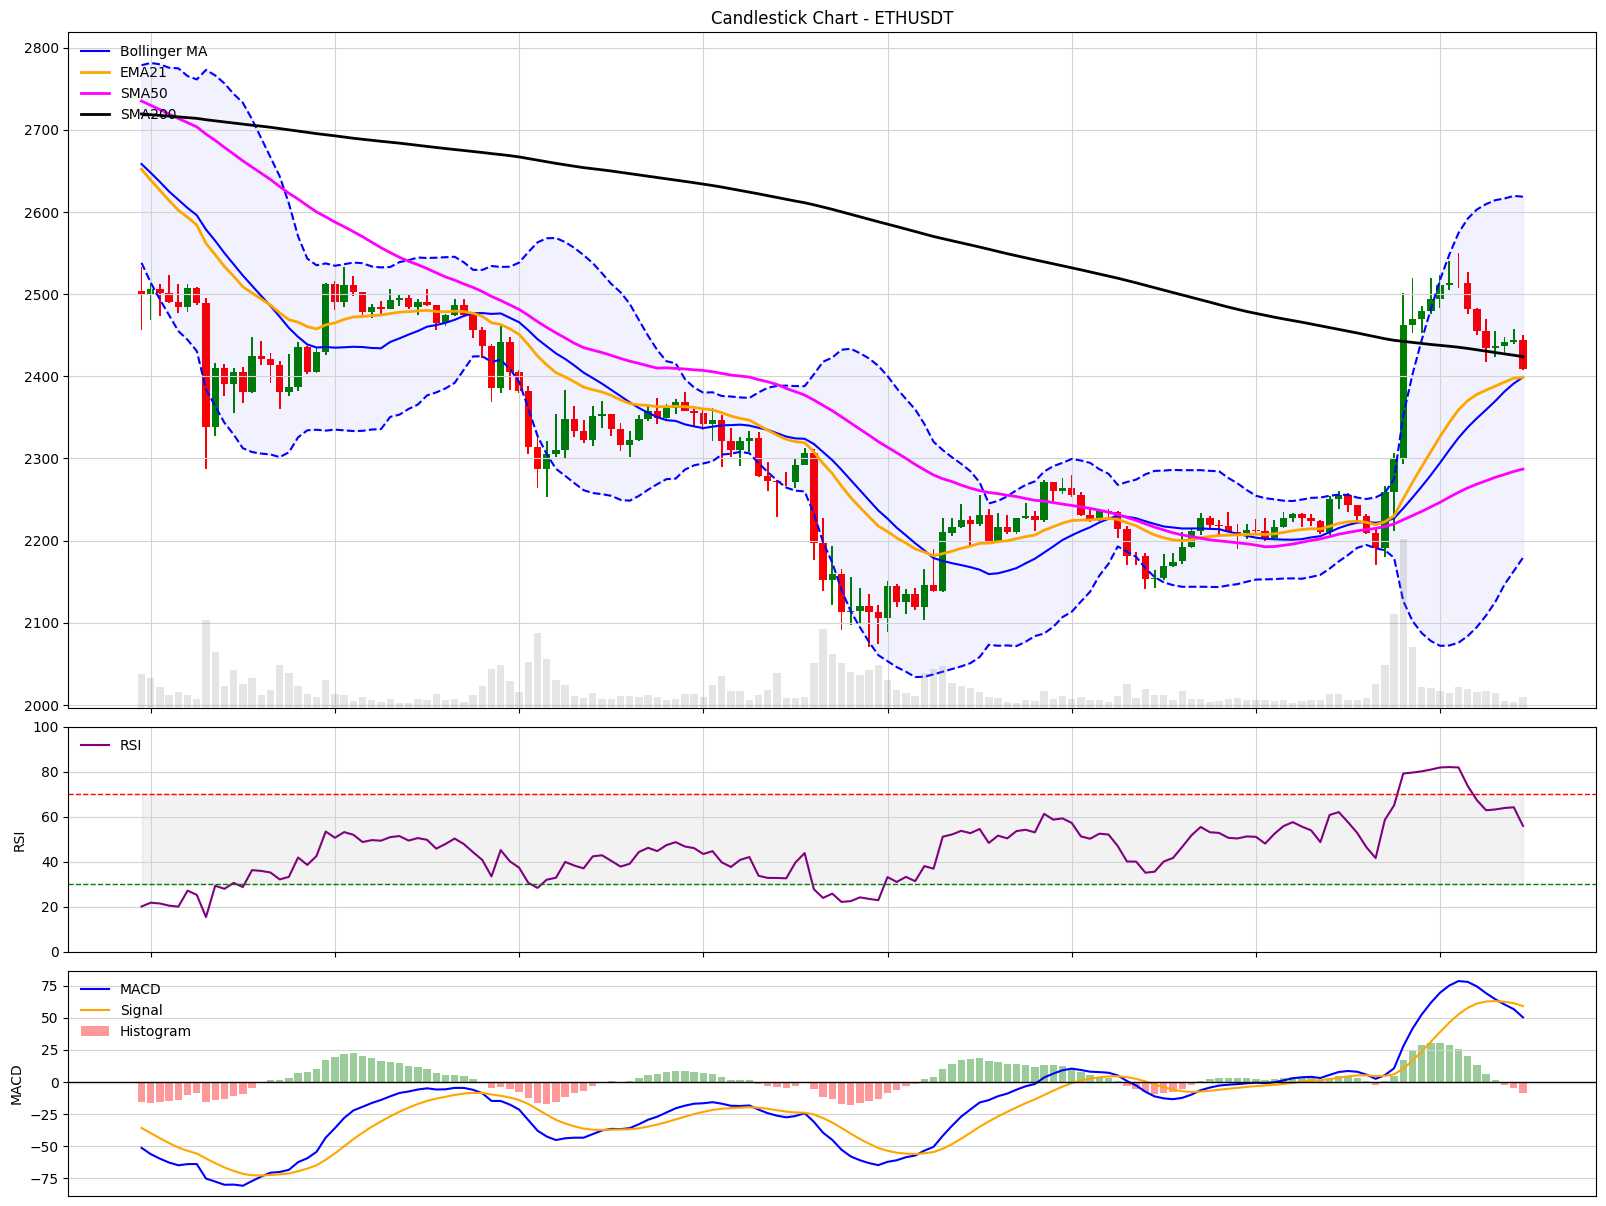 Candlestick Chart - ETHUSDT
Bollinger MA
EMA21
SMA50
SMA200
2800
2700
2600
2500
2400
2300
2200
2100
2000
RSI
100
80
60
40
20
0
RSI
MACD
Signal
Histogram
75
50
25
0
−25
−50
−75
MACD